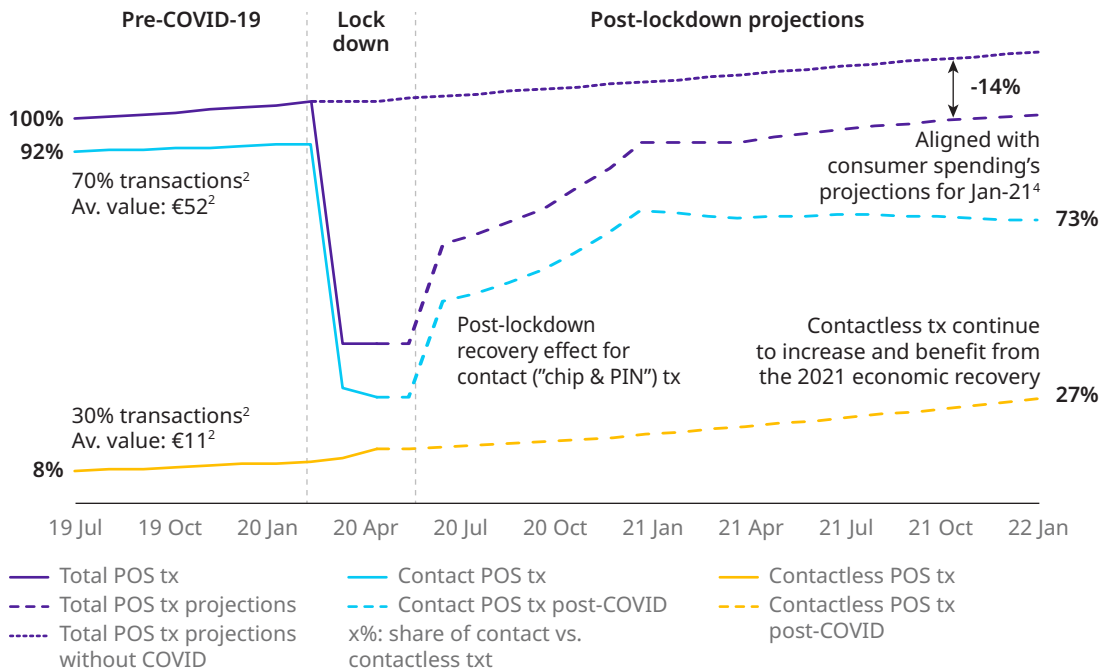 Pre-COVID-19
Lock
down
Post-lockdown projections
-14%
100%
92%
70% transactions²
Av. value: €52²
Aligned with
consumer spending's
projections for Jan-21⁴
73%
Post-lockdown
recovery effect for
contact ("chip & PIN") tx
Contactless tx continue
to increase and benefit from
the 2021 economic recovery
27%
30% transactions²
Av. value: €11²
8%
19 Jul 19 Oct 20 Jan 20 Apr 20 Jul 20 Oct 21 Jan 21 Apr 21 Jul 21 Oct 22 Jan
Total POS tx
Total POS tx projections
Total POS tx projections
without COVID
Contact POS tx
Contact POS tx post-COVID
x%: share of contact vs.
contactless txt
Contactless POS tx
Contactless POS tx
post-COVID